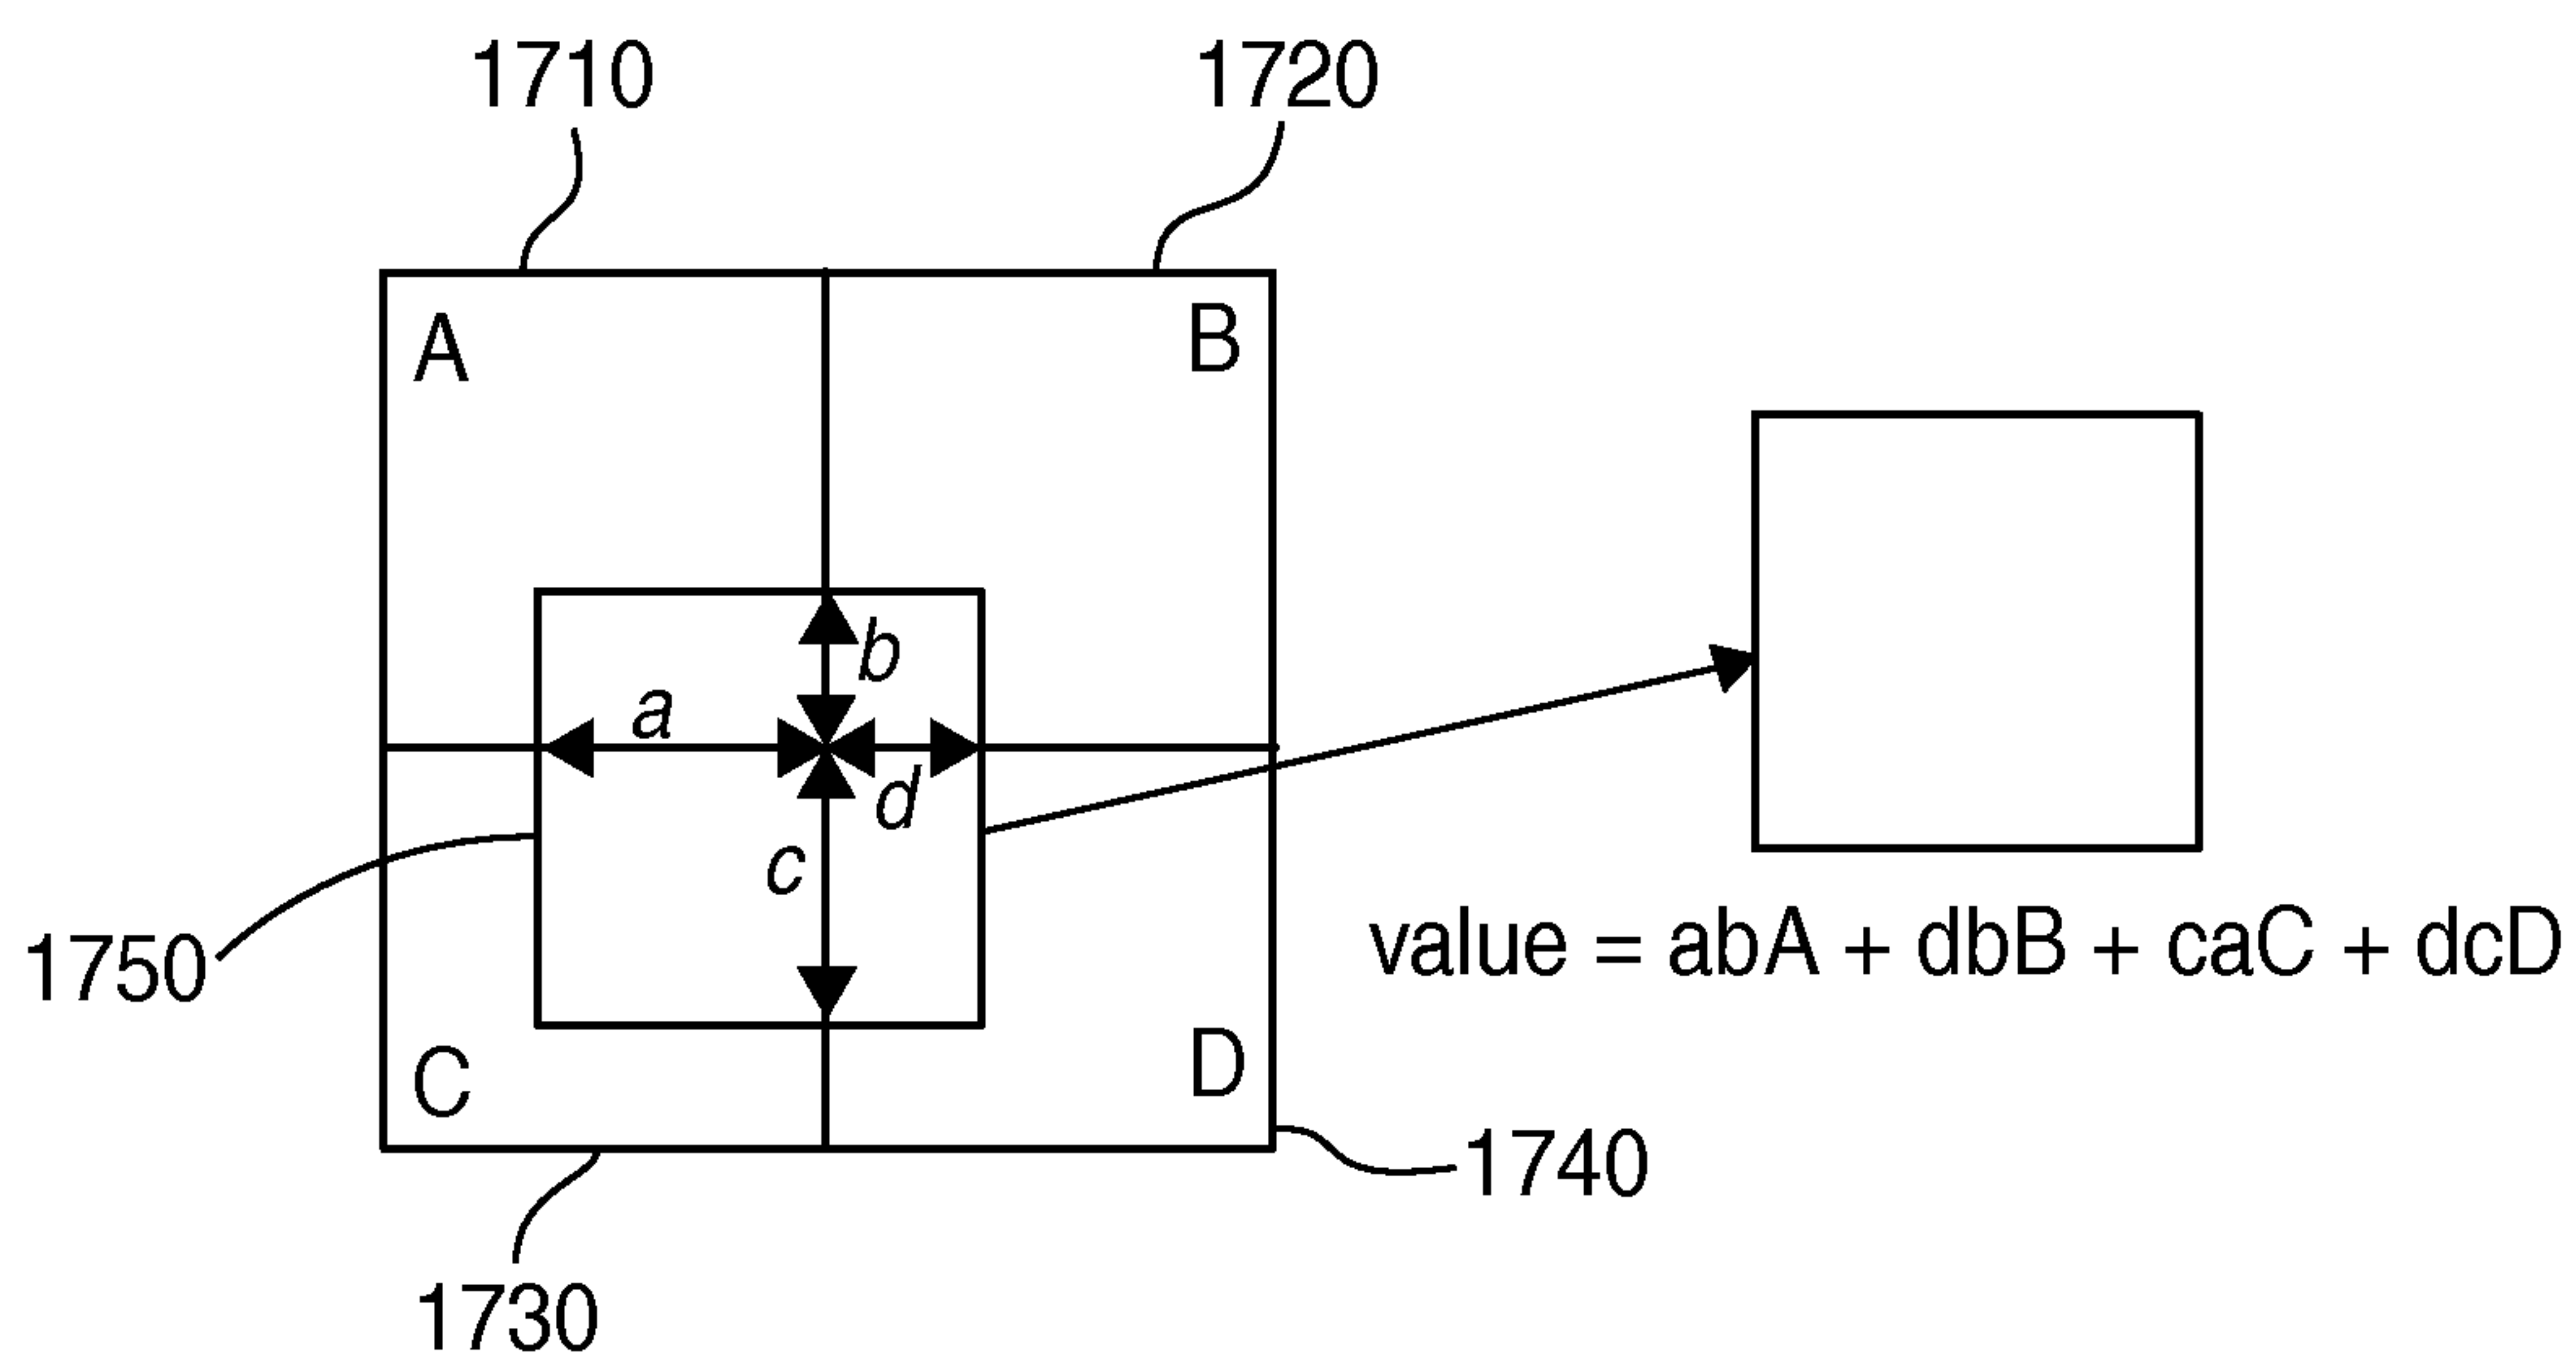 1710
1720
A
B
b
a
d
c
1750
value = abA + dbB + caC + dcD
C
D
1740
1730